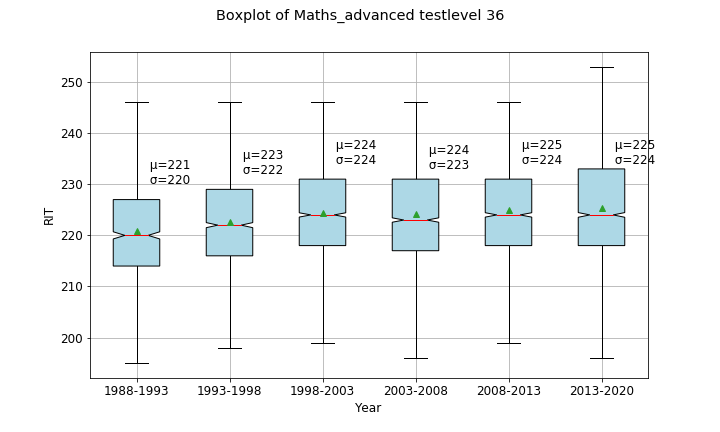 Boxplot of Maths_advanced testlevel 36
250
240
230
220
210
200
RIT
μ=221
σ=220
μ=223
σ=222
μ=224
σ=224
μ=224
σ=223
μ=225
σ=224
μ=225
σ=224
1988-1993
1993-1998
1998-2003
2003-2008
2008-2013
2013-2020
Year